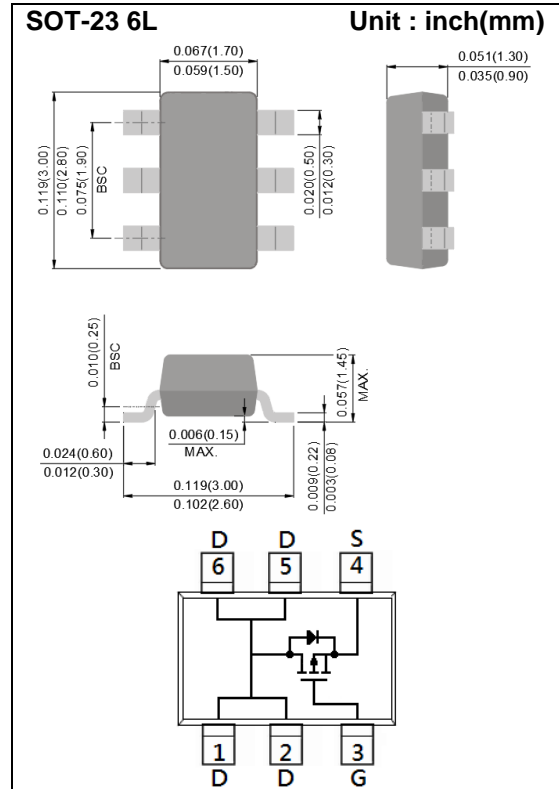 SOT-23 6L Unit : inch(mm)
0.067(1.70)
0.059(1.50)
0.051(1.30)
0.035(0.90)
0.119(3.00)
0.110(2.80)
0.075(1.90)
BSC
0.020(0.50)
0.012(0.30)
0.010(0.25)
BSC
0.057(1.45)
MAX.
0.006(0.15)
MAX.
0.024(0.60)
0.012(0.30)
0.009(0.22)
0.003(0.08)
0.119(3.00)
0.102(2.60)
D D S
6 5 4
1 2 3
D D G